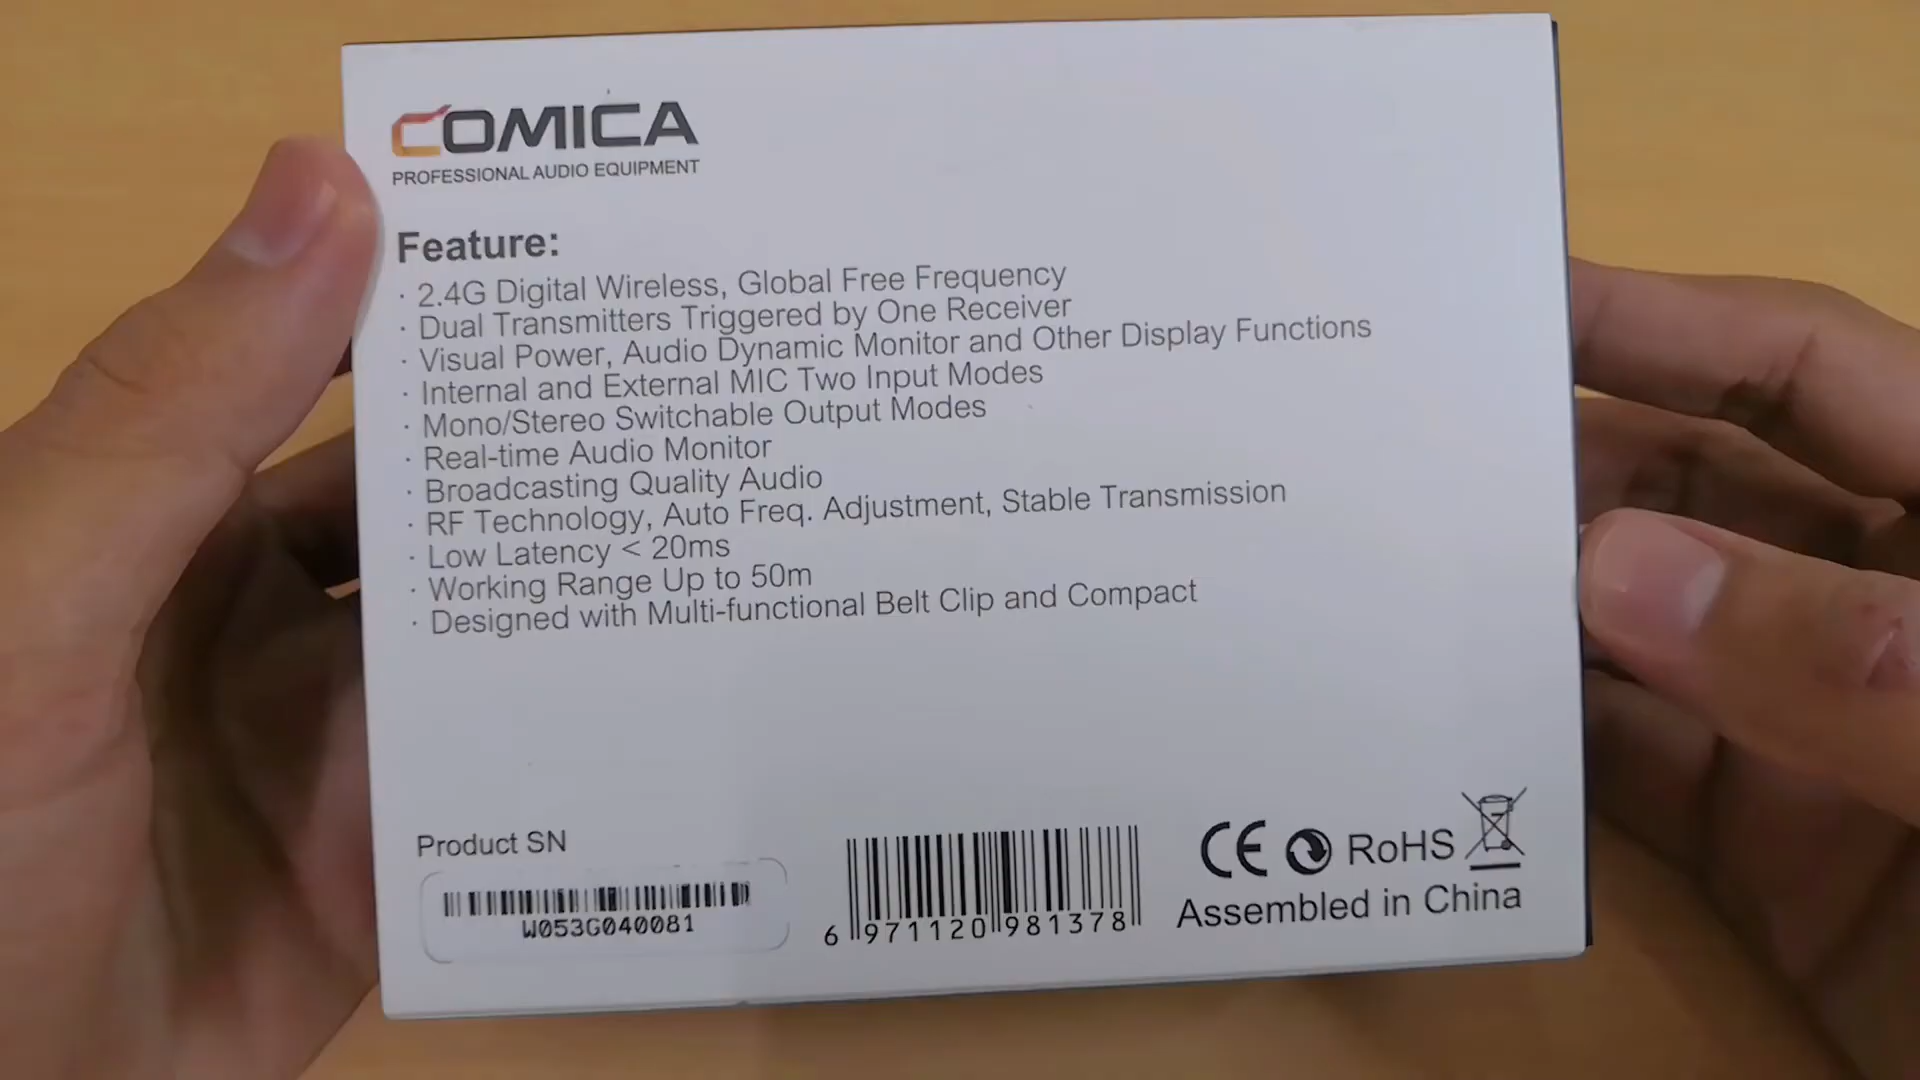 COMICA
PROFESSIONAL AUDIO EQUIPMENT
Feature:
· 2.4G Digital Wireless, Global Free Frequency
· Dual Transmitters Triggered by One Receiver
· Visual Power, Audio Dynamic Monitor and Other Display Functions
· Internal and External MIC Two Input Modes
· Mono/Stereo Switchable Output Modes
· Real-time Audio Monitor
· Broadcasting Quality Audio
· RF Technology, Auto Freq. Adjustment, Stable Transmission
· Low Latency < 20ms
· Working Range Up to 50m
· Designed with Multi-functional Belt Clip and Compact
Product SN
W053G040081
6 971120 981378
CE RoHS
Assembled in China